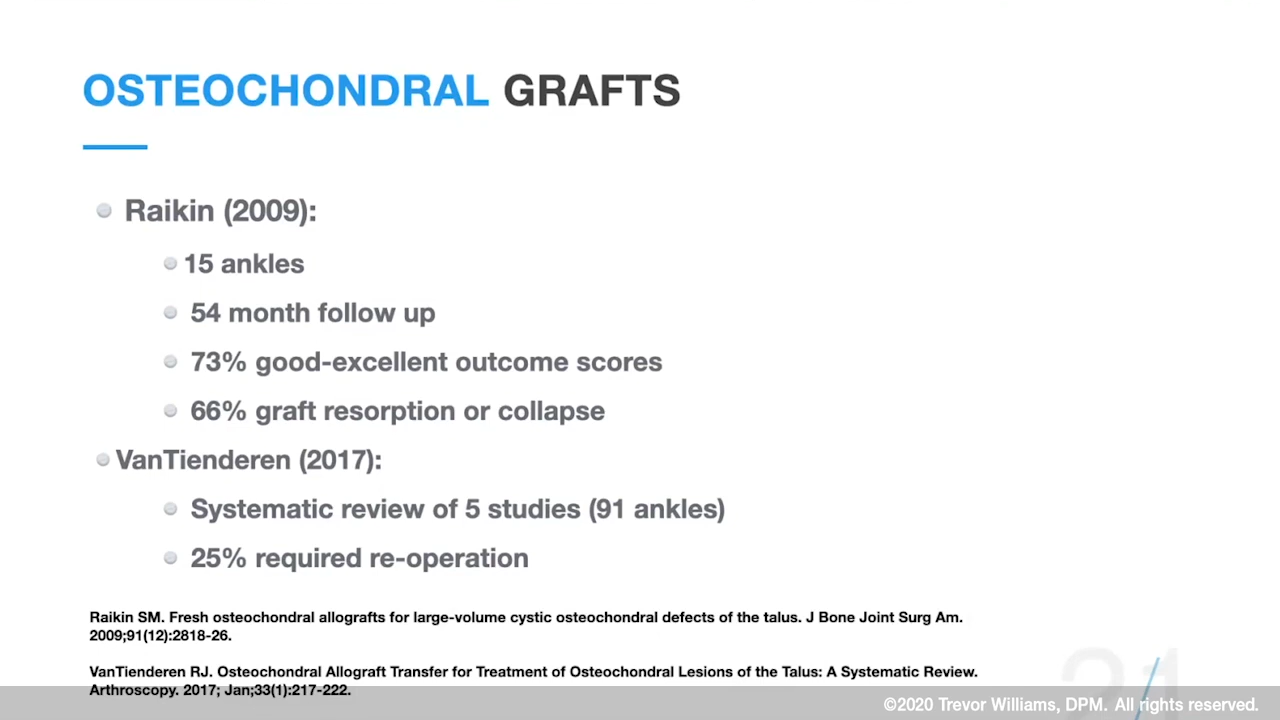 OSTEOCHONDRAL GRAFTS
Raikin (2009):
15 ankles
54 month follow up
73% good-excellent outcome scores
66% graft resorption or collapse
VanTienderen (2017):
Systematic review of 5 studies (91 ankles)
25% required re-operation
Raikin SM. Fresh osteochondral allografts for large-volume cystic osteochondral defects of the talus. J Bone Joint Surg Am.
2009;91(12):2818-26.
VanTienderen RJ. Osteochondral Allograft Transfer for Treatment of Osteochondral Lesions of the Talus: A Systematic Review.
Arthroscopy. 2017; Jan;33(1):217-222.
21
©2020 Trevor Williams, DPM. All rights reserved.